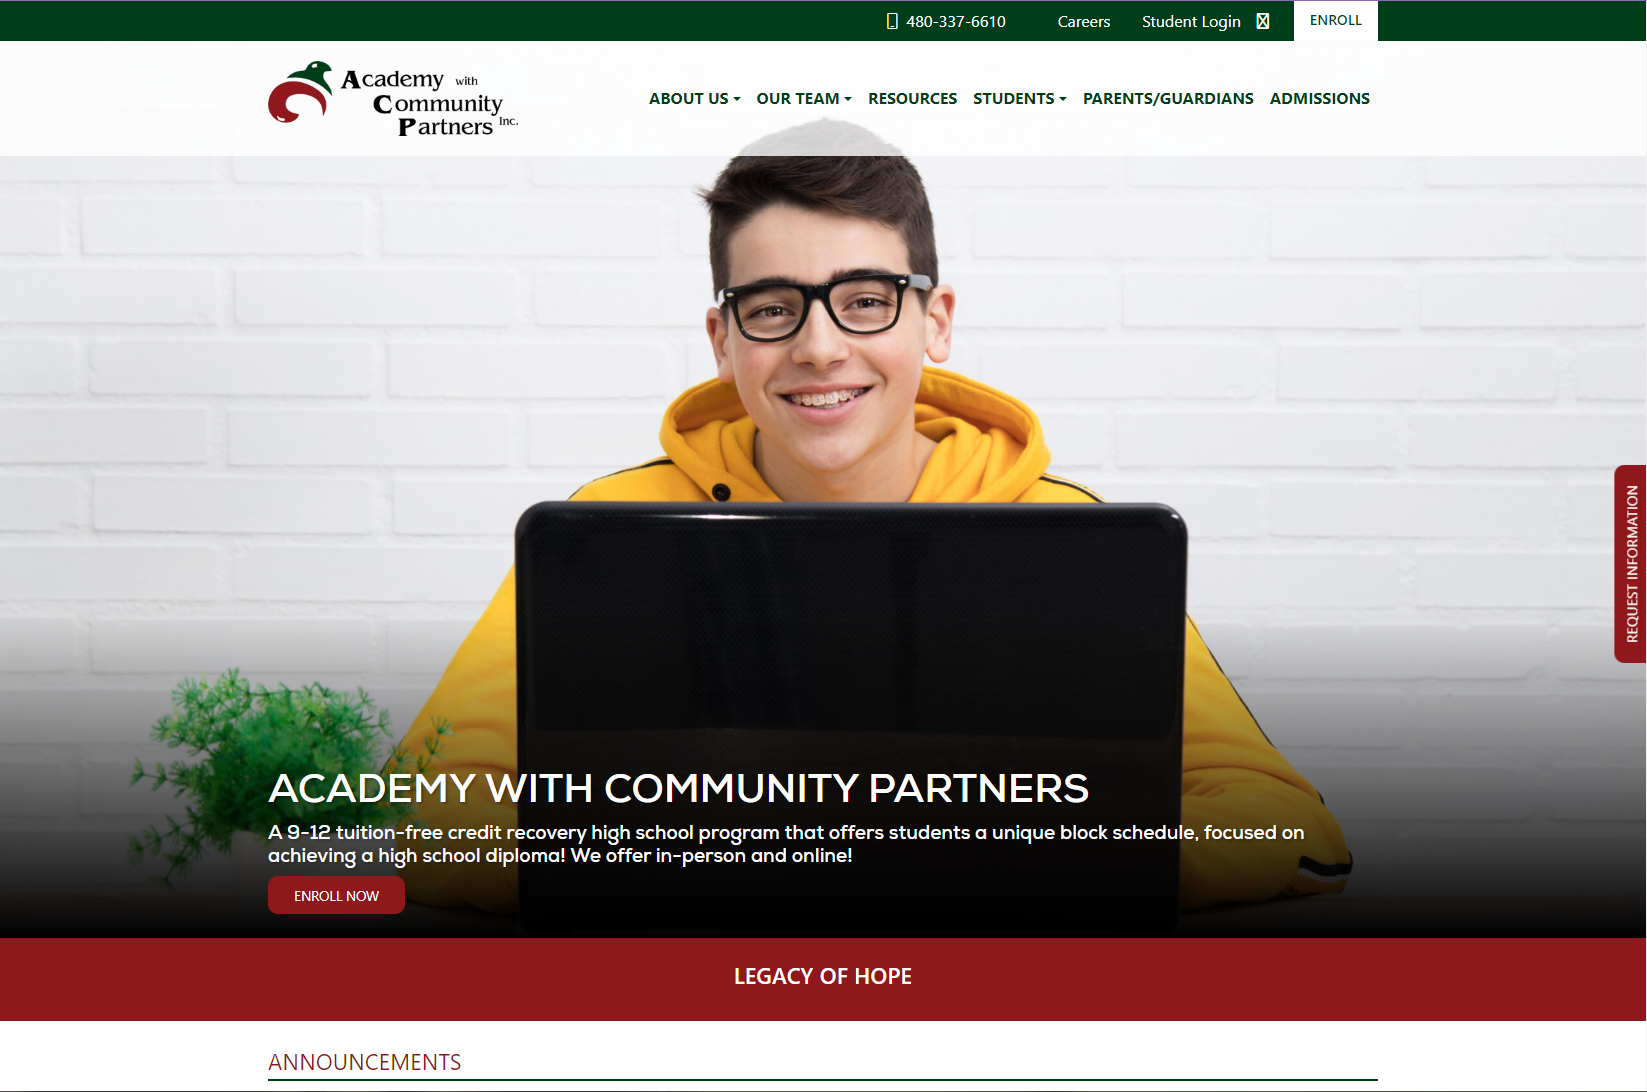 480-337-6610 Careers Student Login ENROLL
Academy with
Community
Partners Inc.
ABOUT US OUR TEAM RESOURCES STUDENTS PARENTS/GUARDIANS ADMISSIONS
REQUEST INFORMATION
ACADEMY WITH COMMUNITY PARTNERS
A 9-12 tuition-free credit recovery high school program that offers students a unique block schedule, focused on
achieving a high school diploma! We offer in-person and online!
ENROLL NOW
LEGACY OF HOPE
ANNOUNCEMENTS